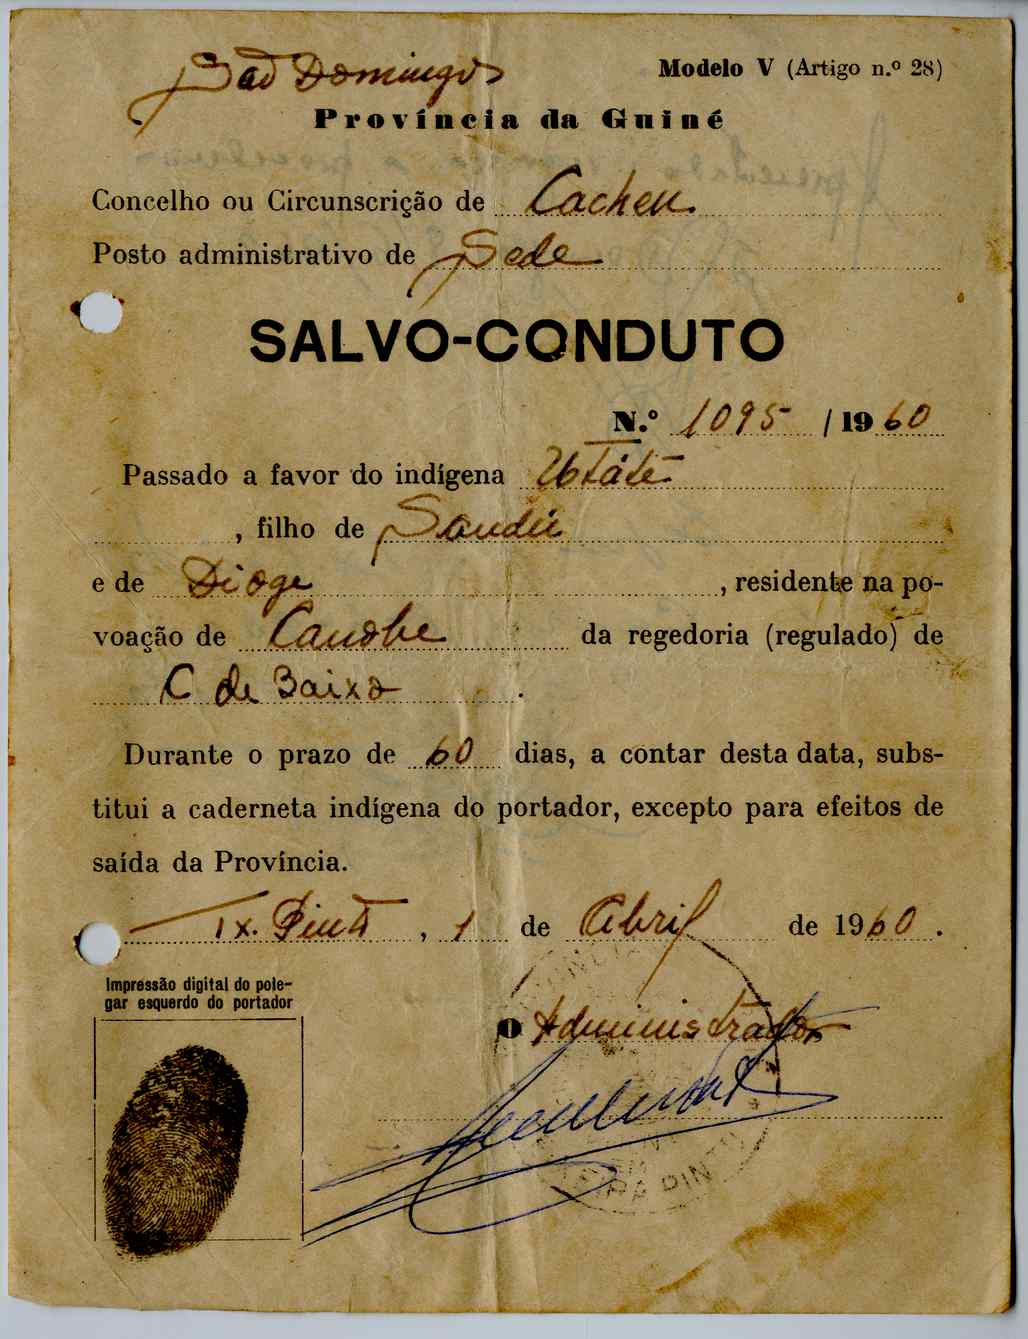 São Domingos
Modelo V (Artigo n.º 28)
Província da Guiné
Concelho ou Circunscrição de Cacheu
Posto administrativo de Sede
SALVO-CONDUTO
N.º 1095 / 1960
Passado a favor do indígena
, filho de Sandu
e de Dioge, residente na po-
voação de Canobe da regedoria (regulado) de
C de Baixo.
Durante o prazo de 60 dias, a contar desta data, subs-
titui a caderneta indígena do portador, excepto para efeitos de
saída da Província.
Tx. Pintº, 1 de Abril de 1960.
Impressão digital do pole-
gar esquerdo do portador
O Administrador